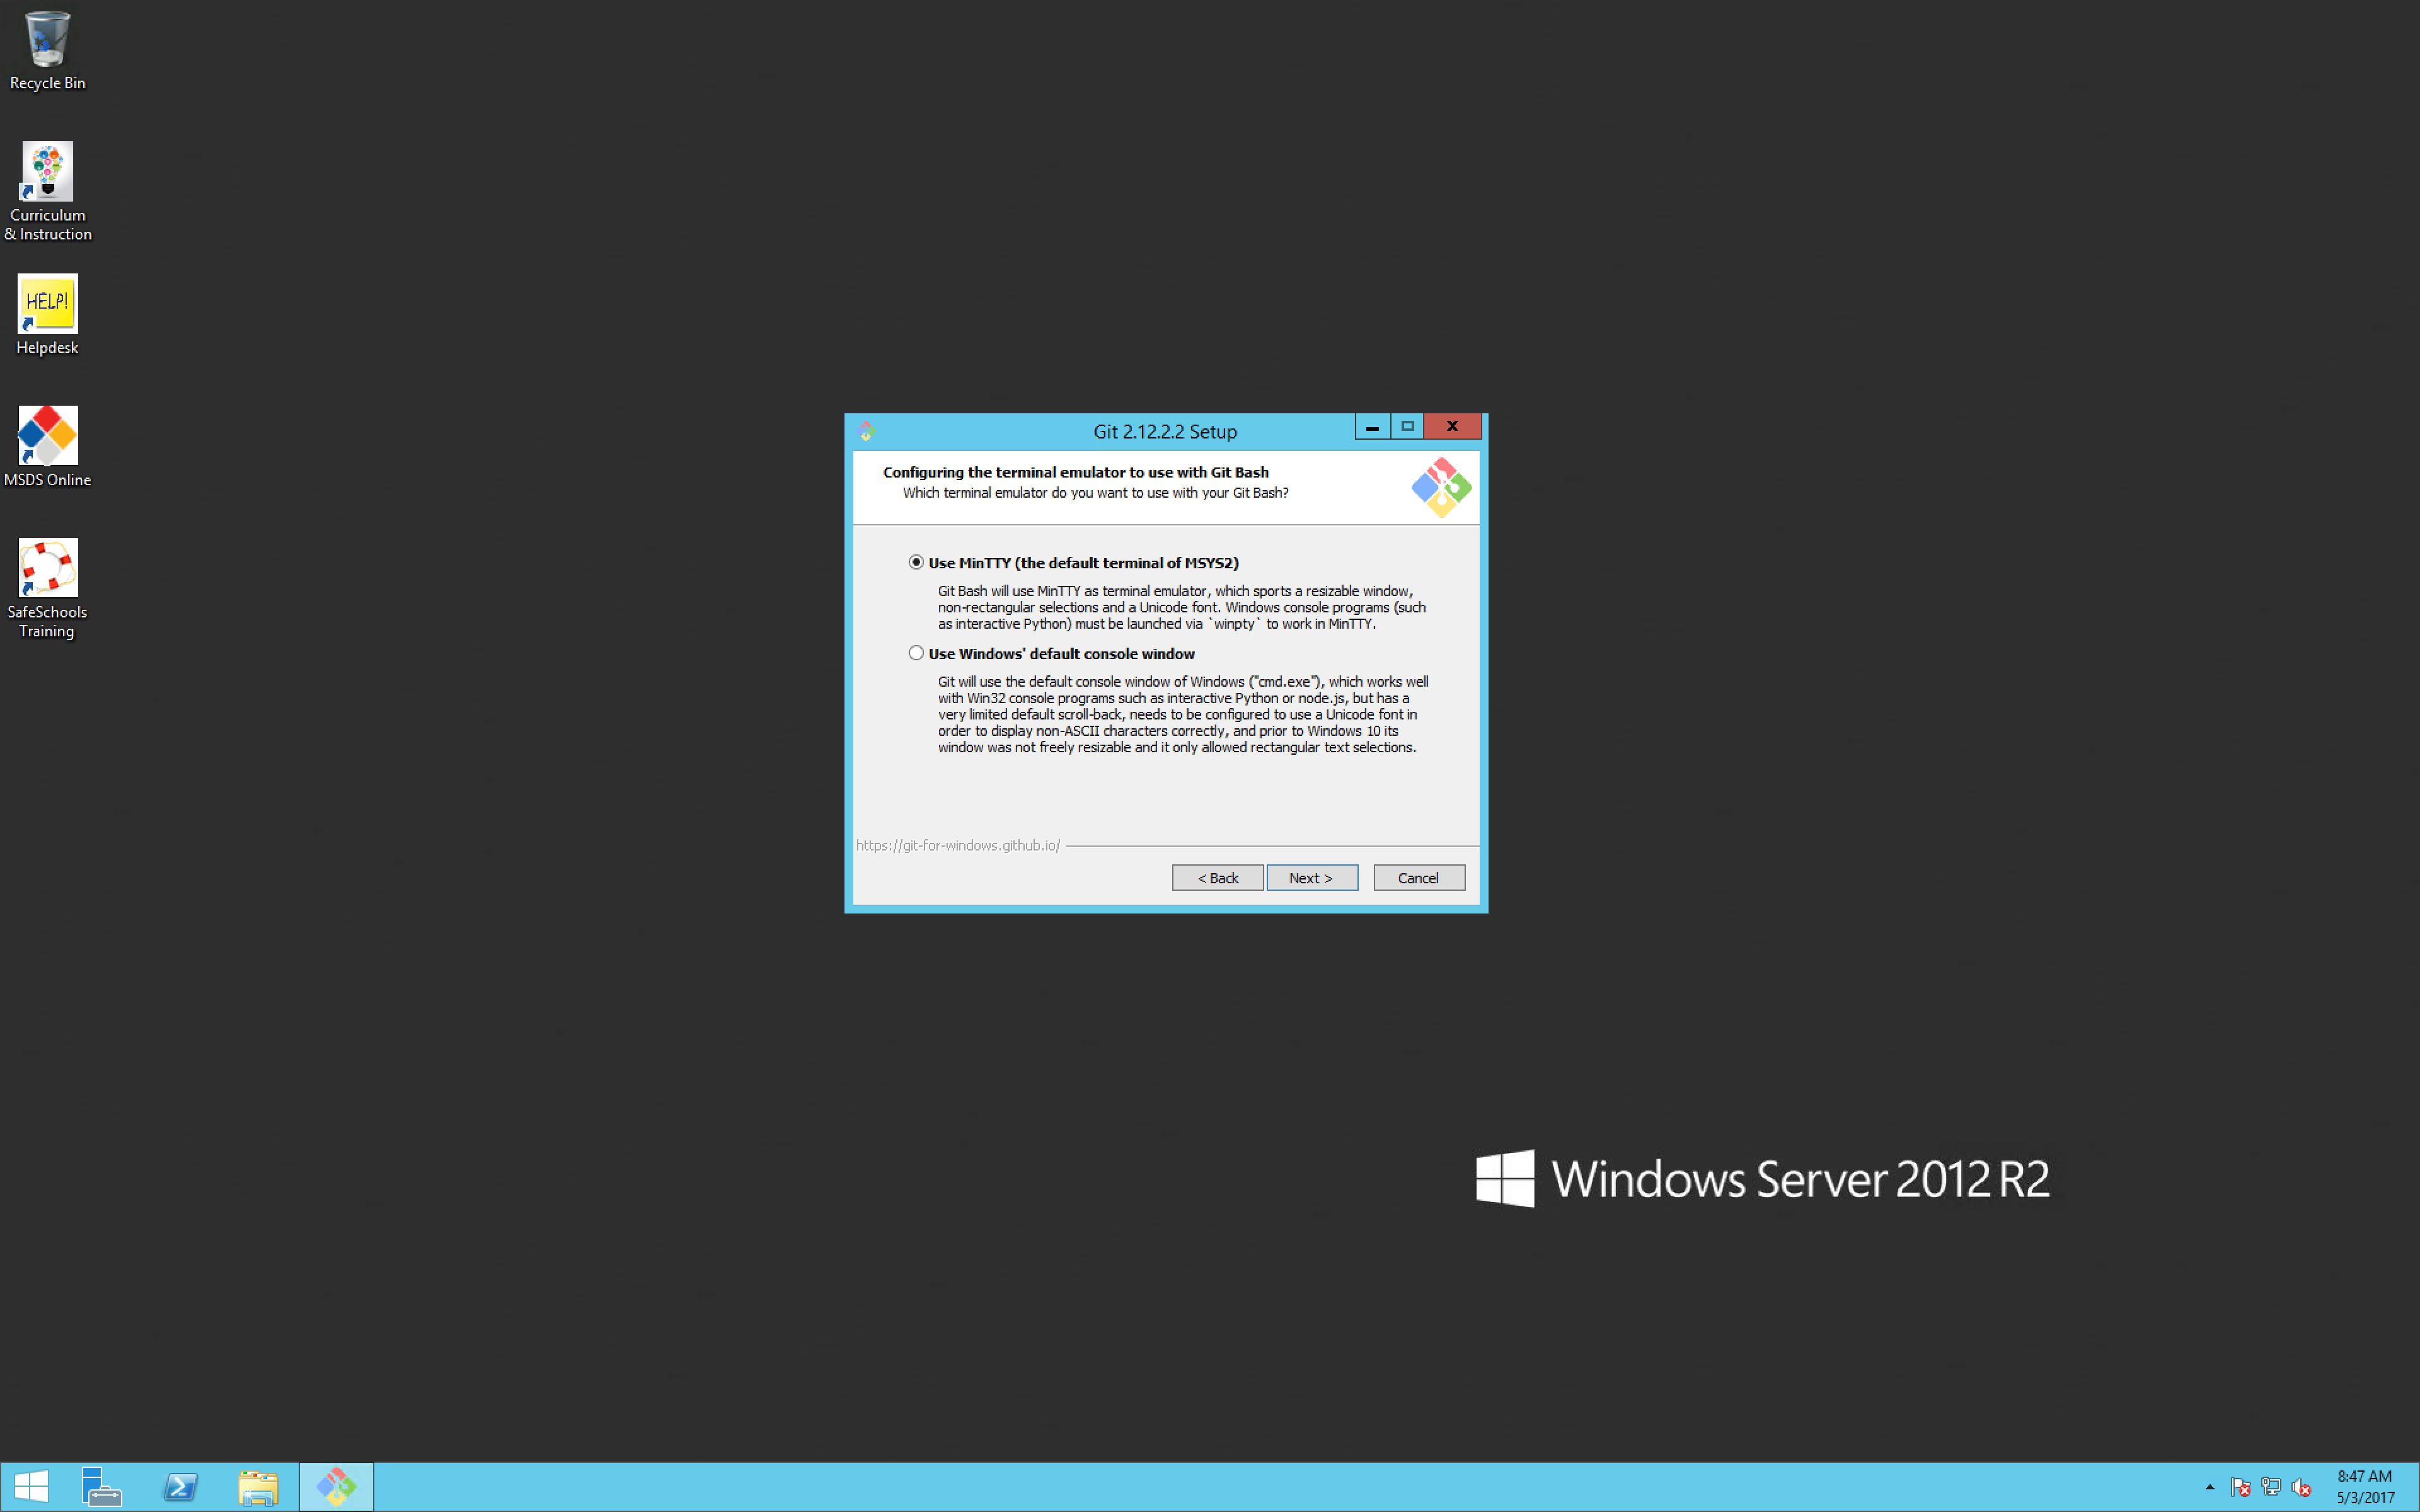 Recycle Bin
Curriculum
& Instruction
HELP!
Helpdesk
MSDS Online
SafeSchools
Training
Git 2.12.2.2 Setup
Configuring the terminal emulator to use with Git Bash
Which terminal emulator do you want to use with your Git Bash?
Use MinTTY (the default terminal of MSYS2)
Git Bash will use MinTTY as terminal emulator, which sports a resizable window,
non-rectangular selections and a Unicode font. Windows console programs (such
as interactive Python) must be launched via `winpty` to work in MinTTY.
Use Windows' default console window
Git will use the default console window of Windows ("cmd.exe"), which works well
with Win32 console programs such as interactive Python or node.js, but has a
very limited default scroll-back, needs to be configured to use a Unicode font in
order to display non-ASCII characters correctly, and prior to Windows 10 its
window was not freely resizable and it only allowed rectangular text selections.
https://git-for-windows.github.io/
< Back
Next >
Cancel
Windows Server 2012 R2
8:47 AM
5/3/2017